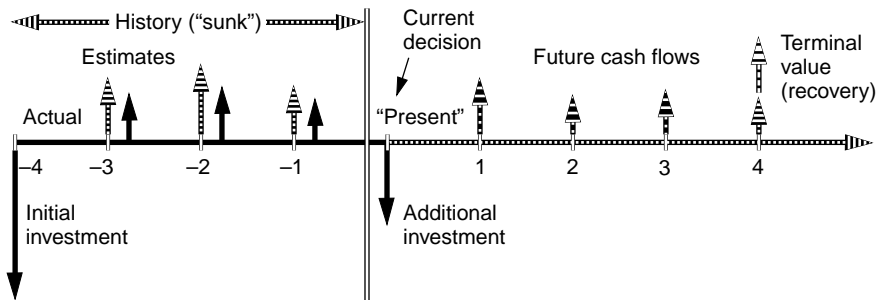 History (“sunk”)
Current
decision
Estimates
Future cash flows
Terminal
value
(recovery)
Actual
“Present”
–4
–3
–2
–1
1
2
3
4
Initial
investment
Additional
investment